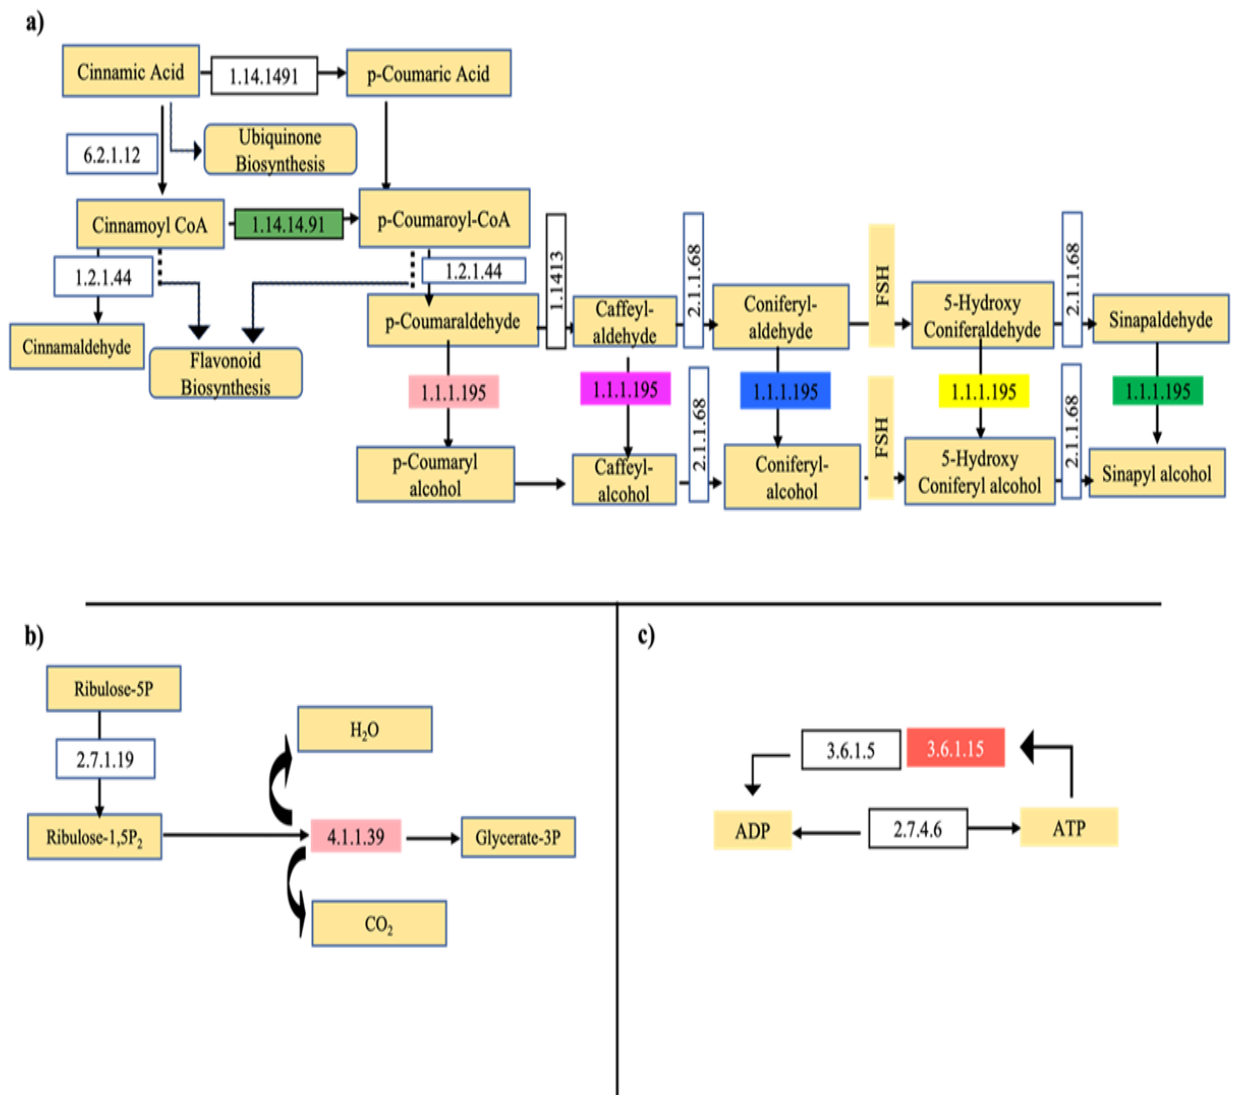 a)
Cinnamic Acid
1.14.1491
p-Coumaric Acid
6.2.1.12
Ubiquinone
Biosynthesis
Cinnamoyl CoA
1.14.14.91
p-Coumaroyl-CoA
1.2.1.44
1.2.1.44
1.1413
2.1.1.68
FSH
2.1.1.68
Cinnamaldehyde
Flavonoid
Biosynthesis
p-Coumaraldehyde
Caffeyl-
aldehyde
Coniferyl-
aldehyde
5-Hydroxy
Coniferaldehyde
Sinapaldehyde
1.1.1.195
1.1.1.195
1.1.1.195
1.1.1.195
1.1.1.195
2.1.1.68
FSH
2.1.1.68
p-Coumaryl
alcohol
Caffeyl-
alcohol
Coniferyl-
alcohol
5-Hydroxy
Coniferyl alcohol
Sinapyl alcohol
b)
Ribulose-5P
2.7.1.19
Ribulose-1,5P₂
H₂O
4.1.1.39
Glycerate-3P
CO₂
c)
3.6.1.5
3.6.1.15
ADP
2.7.4.6
ATP